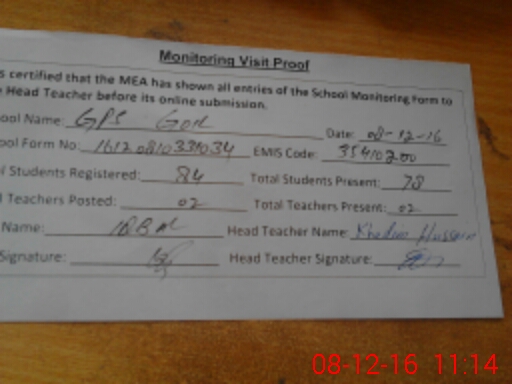 Monitoring Visit Proof
s certified that the MEA has shown all entries of the School Monitoring Form to
Head Teacher before its online submission.
ool Name: GPS Date: 08-12-16
ool Form No: EMIS Code: 35410200
l Students Registered: 84 Total Students Present: 78
l Teachers Posted: 02 Total Teachers Present: 02
Name: Head Teacher Name: Khadim Hussain
Signature: Head Teacher Signature:
08-12-16 11:14